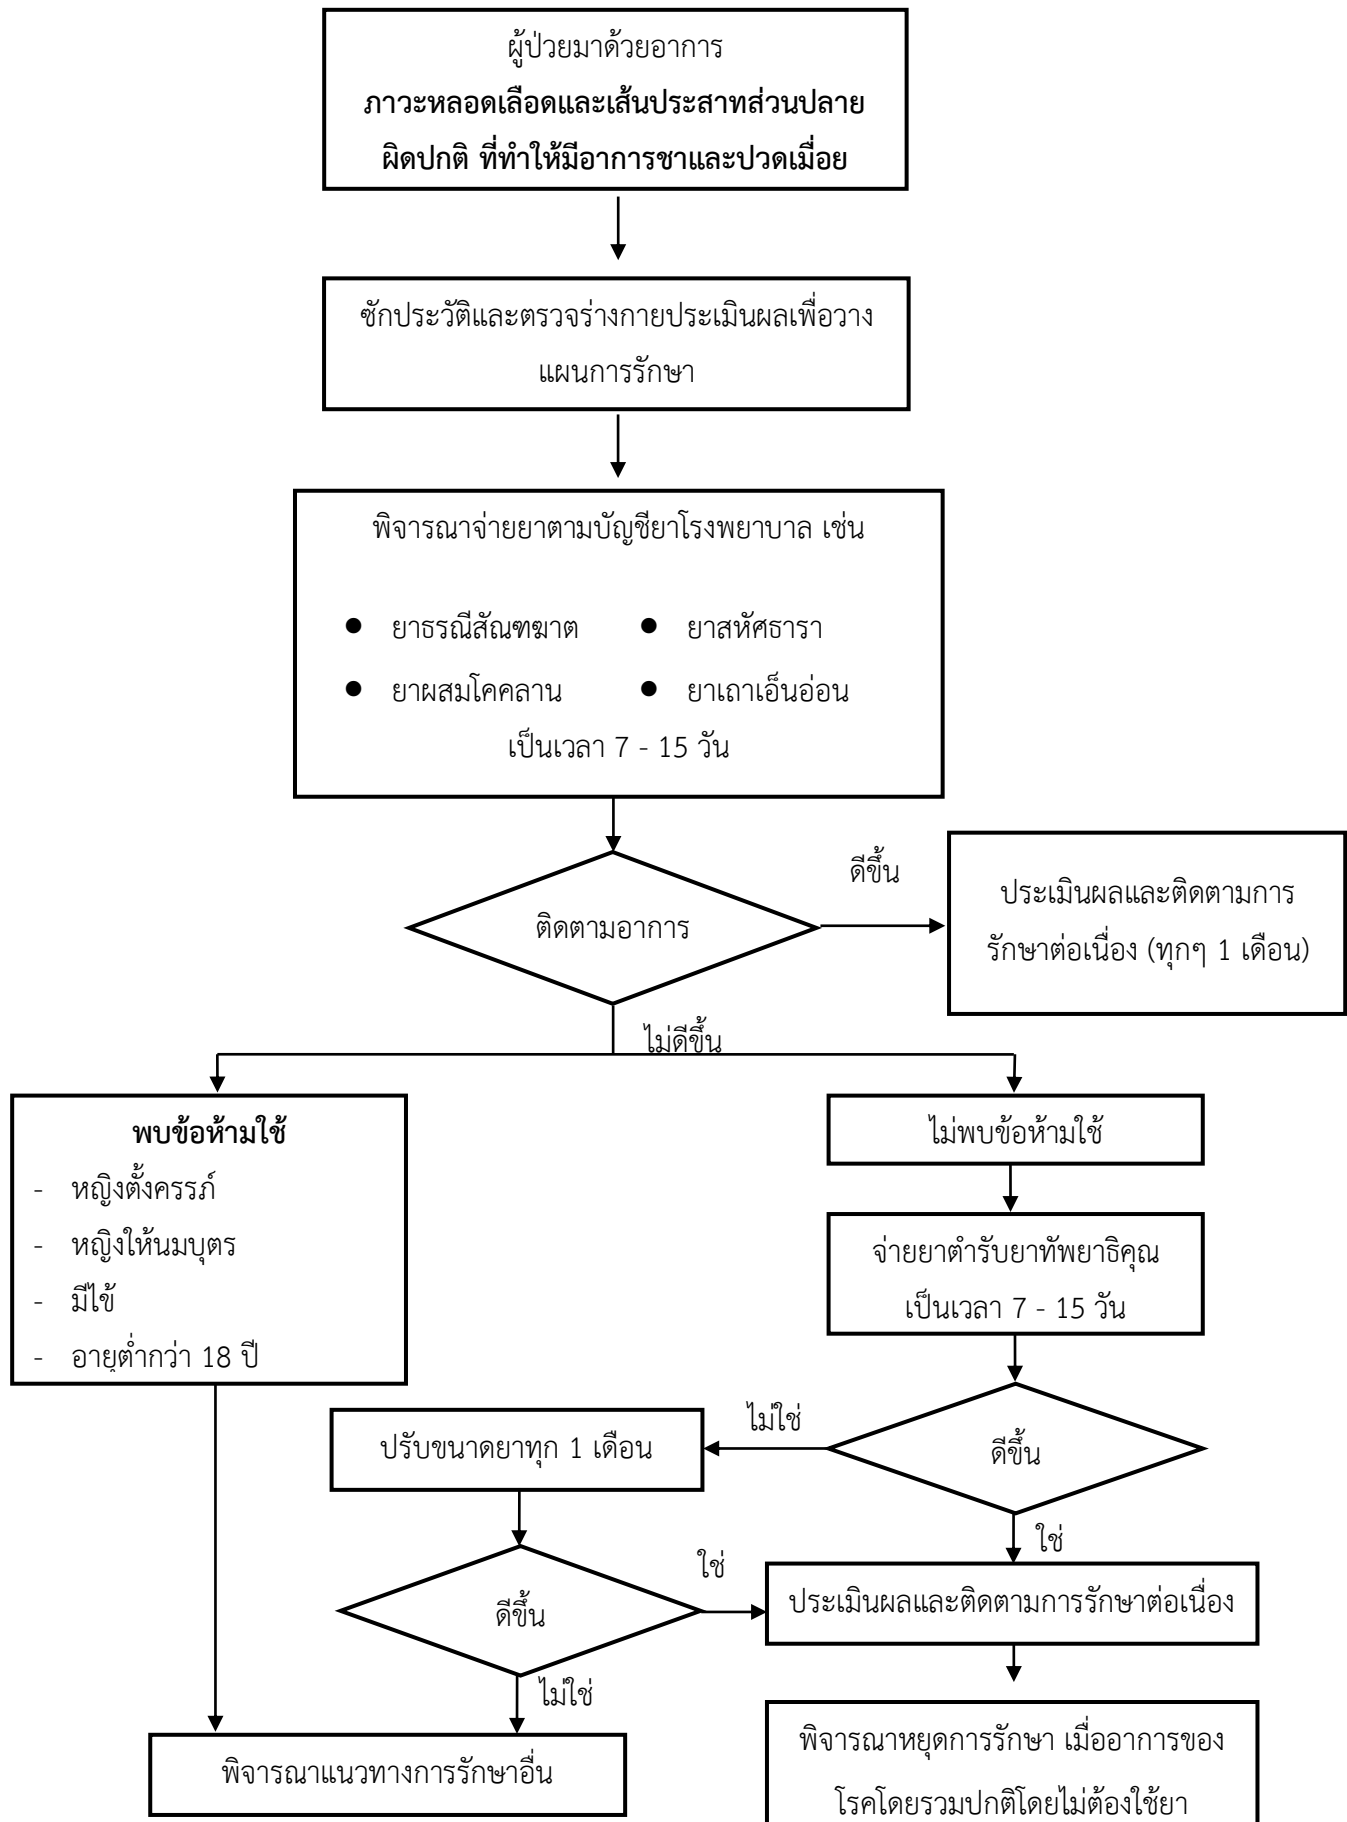 ผู้ป่วยมาด้วยอาการ
ภาวะหลอดเลือดและเส้นประสาทส่วนปลาย
ผิดปกติ ที่ทำให้มีอาการชาและปวดเมื่อย
ซักประวัติและตรวจร่างกายประเมินผลเพื่อวาง
แผนการรักษา
พิจารณาจ่ายยาตามบัญชียาโรงพยาบาล เช่น
● ยาธรณีสัณฑฆาต ● ยาสหัศธารา
● ยาผสมโคคลาน ● ยาเถาเอ็นอ่อน
เป็นเวลา 7 - 15 วัน
ติดตามอาการ
ดีขึ้น
ประเมินผลและติดตามการ
รักษาต่อเนื่อง (ทุกๆ 1 เดือน)
ไม่ดีขึ้น
พบข้อห้ามใช้
- หญิงตั้งครรภ์
- หญิงให้นมบุตร
- มีไข้
- อายุต่ำกว่า 18 ปี
ไม่พบข้อห้ามใช้
จ่ายยาตำรับยาทัพยาธิคุณ
เป็นเวลา 7 - 15 วัน
ดีขึ้น
ไม่ใช่
ปรับขนาดยาทุก 1 เดือน
ใช่
ดีขึ้น
ใช่
ประเมินผลและติดตามการรักษาต่อเนื่อง
ไม่ใช่
พิจารณาแนวทางการรักษาอื่น
พิจารณาหยุดการรักษา เมื่ออาการของ
โรคโดยรวมปกติโดยไม่ต้องใช้ยา